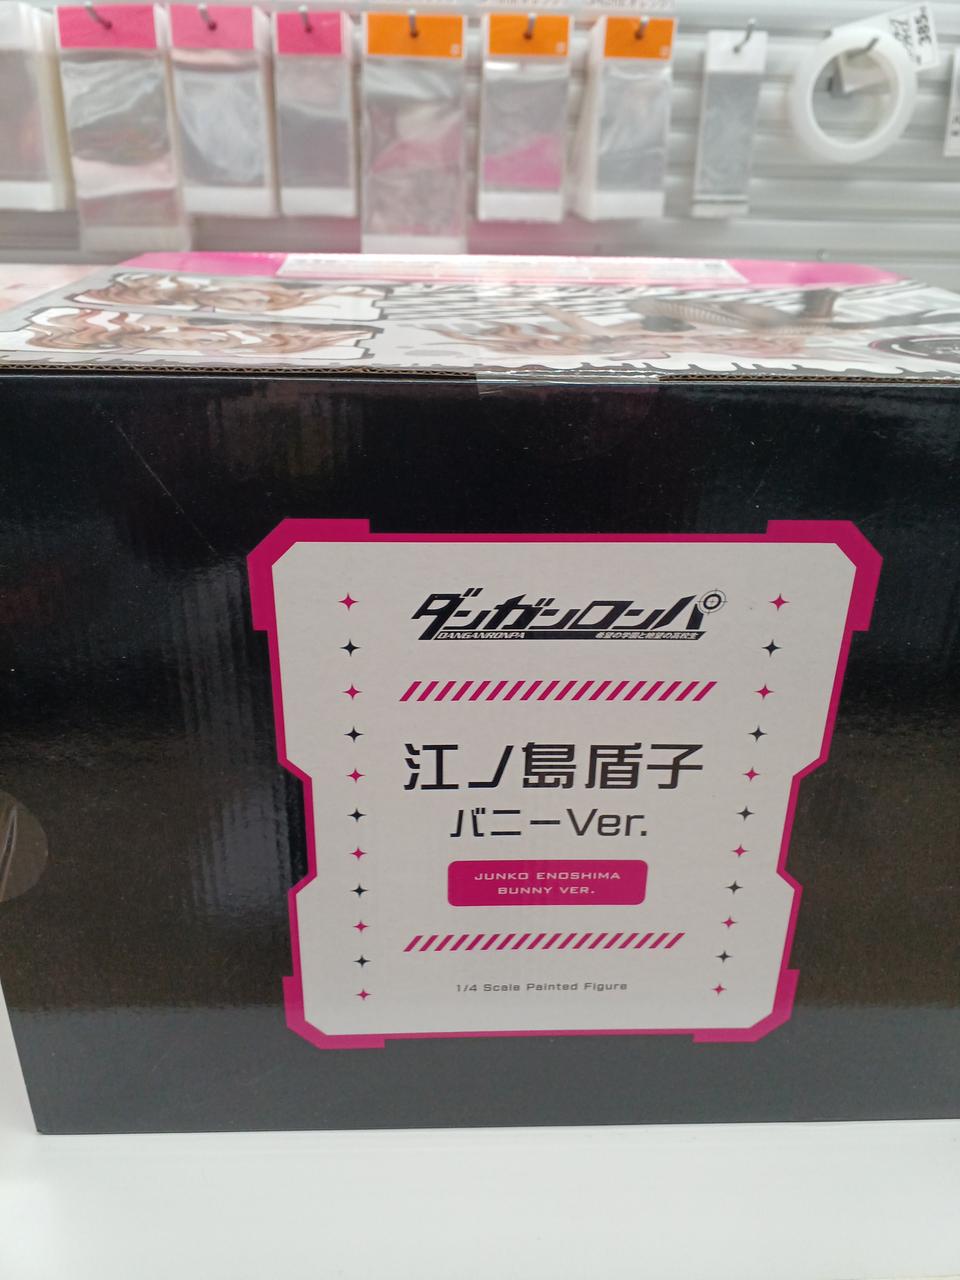 ダンガンロンパ
DANGANRONPA 希望の学園と絶望の高校生
江ノ島盾子
バニーVer.
JUNKO ENOSHIMA
BUNNY VER.
1/4 Scale Painted Figure